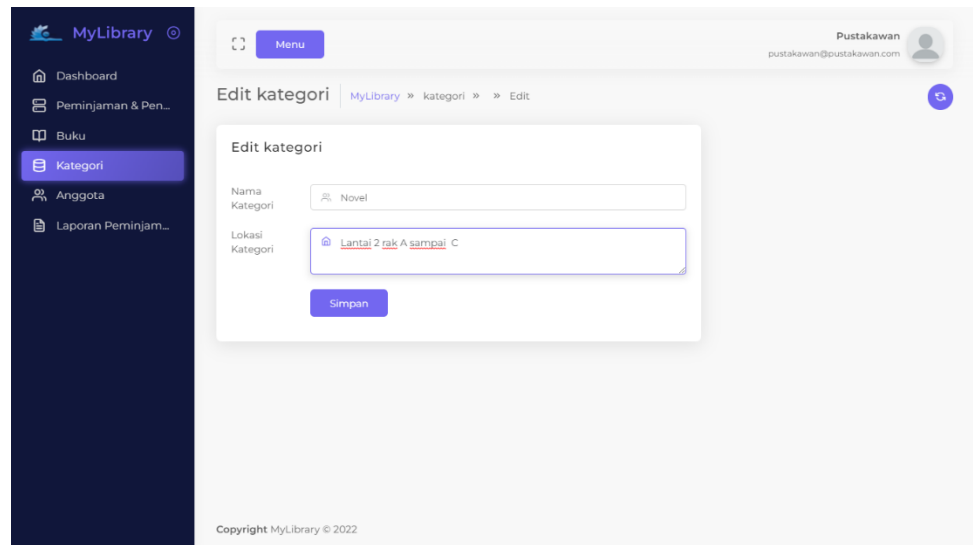 MyLibrary
Dashboard
Peminjaman & Pen...
Buku
Kategori
Anggota
Laporan Peminjam...
Menu
Pustakawan
pustakawan@pustakawan.com
Edit kategori
MyLibrary » kategori » » Edit
Edit kategori
Nama
Kategori
Novel
Lokasi
Kategori
Lantai 2 rak A sampai C
Simpan
Copyright MyLibrary © 2022